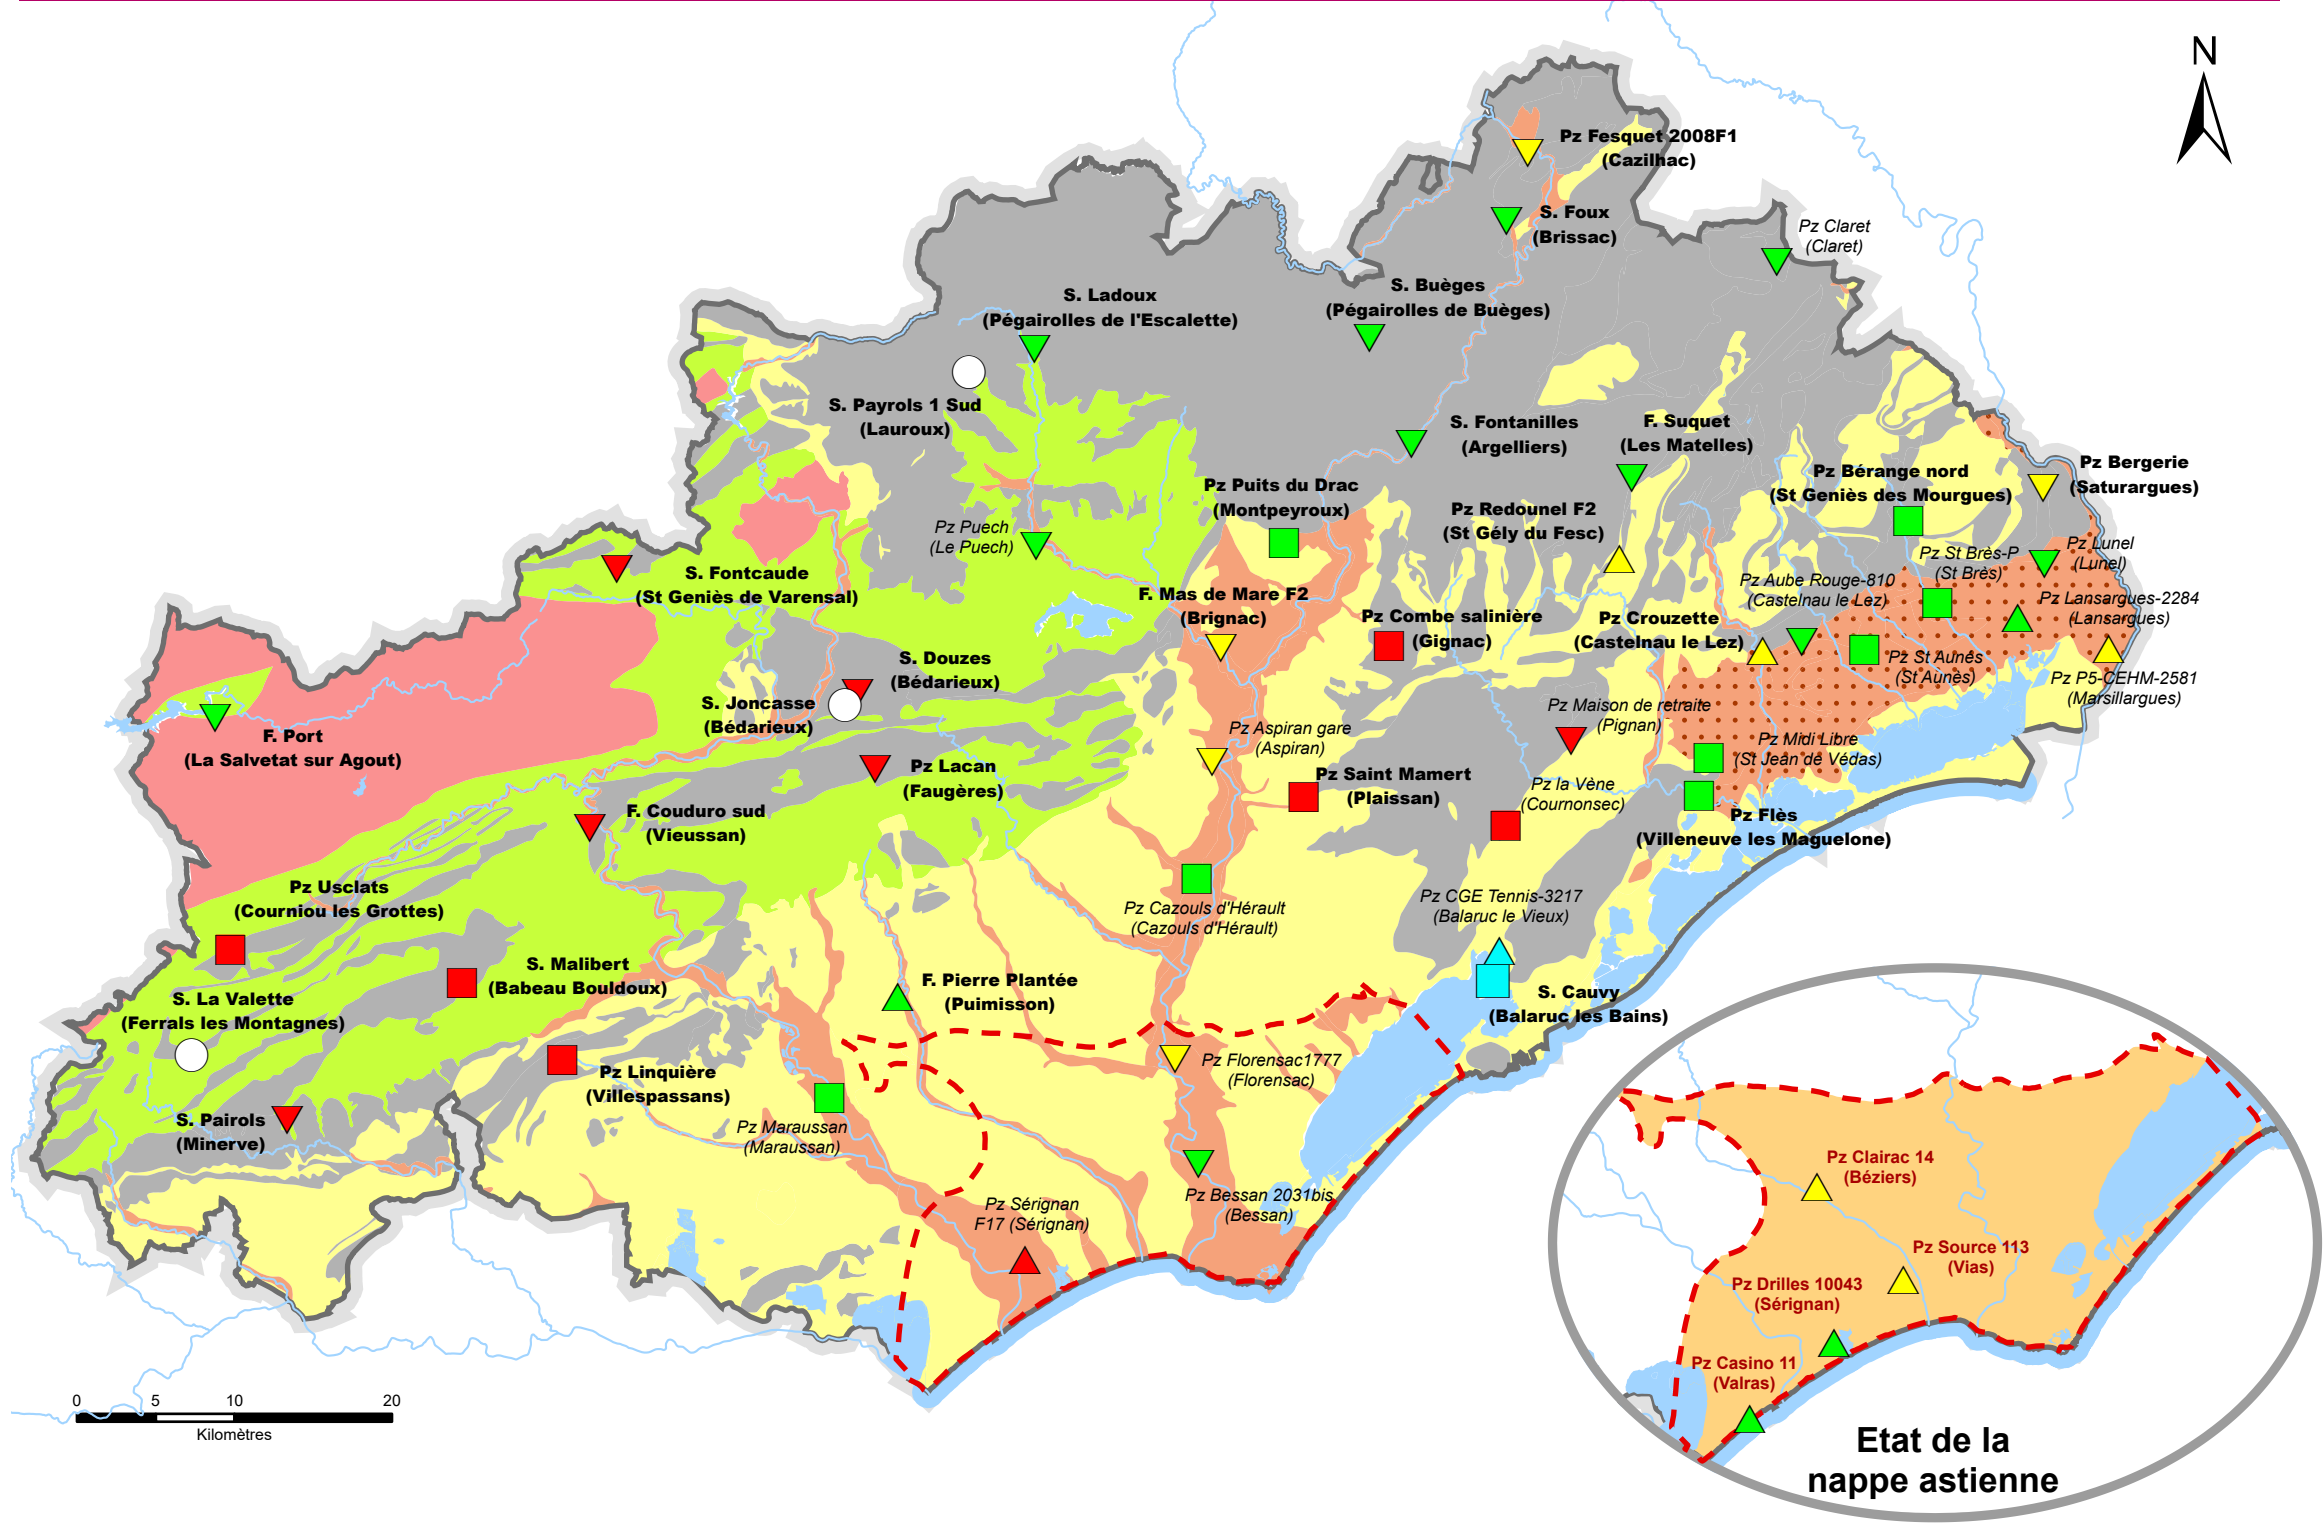 N
Pz Fesquet 2008F1
(Cazilhac)
S. Foux
(Brissac)
Pz Claret
(Claret)
S. Ladoux
(Pégairolles de l'Escalette)
S. Buèges
(Pégairolles de Buèges)
S. Payrols 1 Sud
(Lauroux)
S. Fontanilles
(Argelliers)
F. Suquet
(Les Matelles)
Pz Bérange nord
(St Geniès des Mourgues)
Pz Bergerie
(Saturargues)
Pz Puits du Drac
(Montpeyroux)
Pz Redounel F2
(St Gély du Fesc)
Pz Puech
(Le Puech)
Pz St Brès-P
(St Brès)
Pz Lunel
(Lunel)
S. Fontcaude
(St Geniès de Varensal)
F. Mas de Mare F2
(Brignac)
Pz Aube Rouge-810
(Castelnau le Lez)
Pz Lansargues-2284
(Lansargues)
Pz Combe salinière
(Gignac)
Pz Crouzette
(Castelnau le Lez)
S. Douzes
(Bédarieux)
Pz St Aunès
(St Aunès)
Pz P5-CEHM-2581
(Marsillargues)
S. Joncasse
(Bédarieux)
Pz Maison de retraite
(Pignan)
F. Port
(La Salvetat sur Agout)
Pz Aspiran gare
(Aspiran)
Pz Midi Libre
(St Jean de Védas)
Pz Lacan
(Faugères)
Pz Saint Mamert
(Plaissan)
Pz la Vène
(Cournonsec)
F. Couduro sud
(Vieussan)
Pz Flès
(Villeneuve les Maguelone)
Pz Usclats
(Courniou les Grottes)
Pz Cazouls d'Hérault
(Cazouls d'Hérault)
Pz CGE Tennis-3217
(Balaruc le Vieux)
S. Malibert
(Babeau Bouldoux)
F. Pierre Plantée
(Puimisson)
S. La Valette
(Ferrals les Montagnes)
S. Cauvy
(Balaruc les Bains)
Pz Linquière
(Villespassans)
Pz Florensac1777
(Florensac)
S. Pairols
(Minerve)
Pz Maraussan
(Maraussan)
Pz Sérignan
F17 (Sérignan)
Pz Bessan 2031bis
(Bessan)
Pz Clairac 14
(Béziers)
Pz Source 113
(Vias)
Pz Drilles 10043
(Sérignan)
Pz Casino 11
(Valras)
0 5 10 20
Kilomètres
Etat de la
nappe astienne